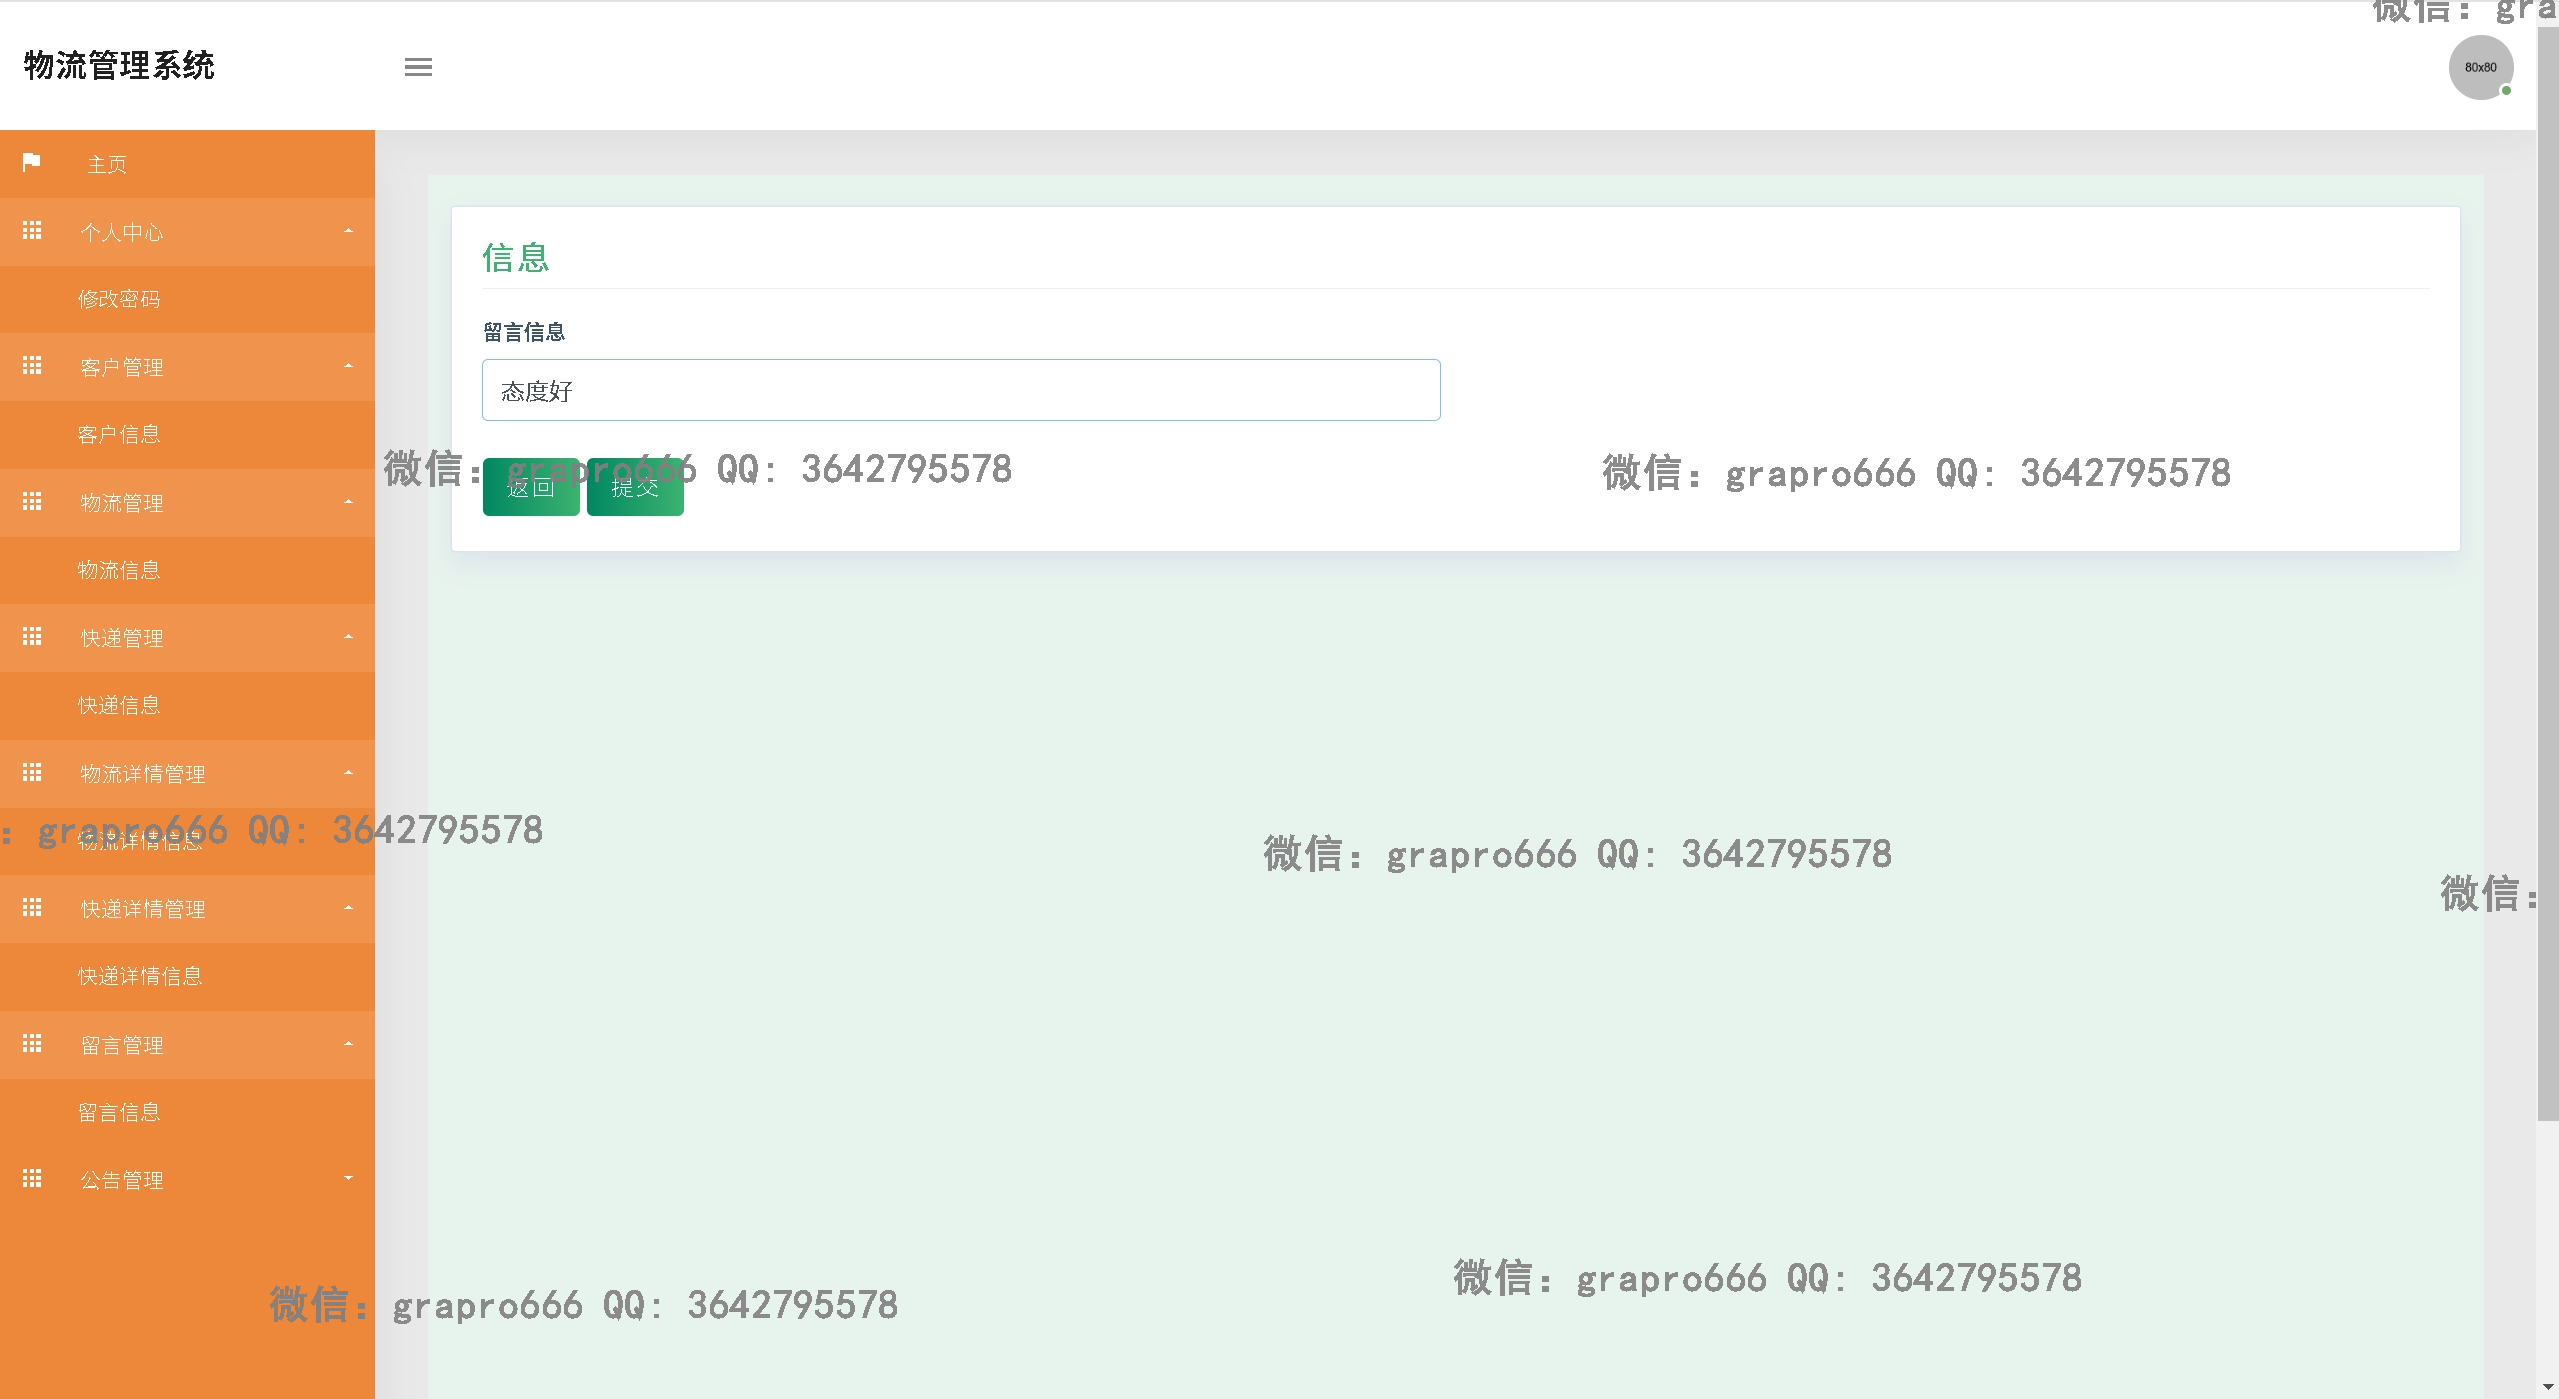 微信: gra
物流管理系统
80x80
主页
个人中心
修改密码
客户管理
客户信息
物流管理
物流信息
快递管理
快递信息
物流详情管理
物流详情信息
快递详情管理
快递详情信息
留言管理
留言信息
公告管理
信息
留言信息
态度好
返回 提交
微信: grapro666 QQ: 3642795578
微信: grapro666 QQ: 3642795578
: grapro666 QQ: 3642795578
微信: grapro666 QQ: 3642795578
微信:
微信: grapro666 QQ: 3642795578
微信: grapro666 QQ: 3642795578